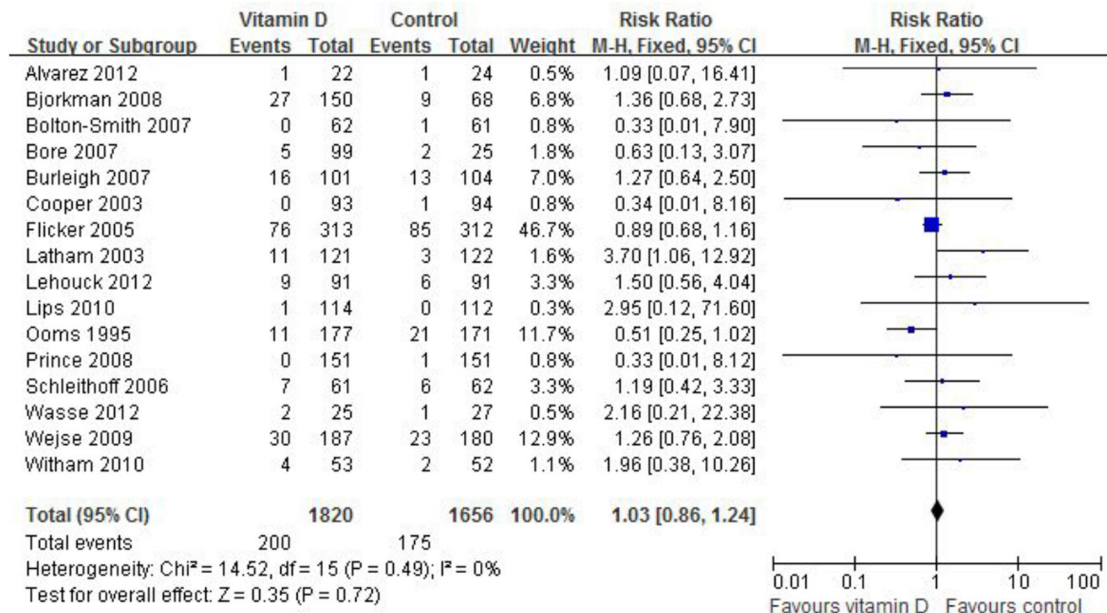 Vitamin D Control Risk Ratio Risk Ratio
Study or Subgroup Events Total Events Total Weight M-H, Fixed, 95% CI M-H, Fixed, 95% CI
Alvarez 2012 1 22 1 24 0.5% 1.09 [0.07, 16.41]
Bjorkman 2008 27 150 9 68 6.8% 1.36 [0.68, 2.73]
Bolton-Smith 2007 0 62 1 61 0.8% 0.33 [0.01, 7.90]
Bore 2007 5 99 2 25 1.8% 0.63 [0.13, 3.07]
Burleigh 2007 16 101 13 104 7.0% 1.27 [0.64, 2.50]
Cooper 2003 0 93 1 94 0.8% 0.34 [0.01, 8.16]
Flicker 2005 76 313 85 312 46.7% 0.89 [0.68, 1.16]
Latham 2003 11 121 3 122 1.6% 3.70 [1.06, 12.92]
Lehouck 2012 9 91 6 91 3.3% 1.50 [0.56, 4.04]
Lips 2010 1 114 0 112 0.3% 2.95 [0.12, 71.60]
Ooms 1995 11 177 21 171 11.7% 0.51 [0.25, 1.02]
Prince 2008 0 151 1 151 0.8% 0.33 [0.01, 8.12]
Schleithoff 2006 7 61 6 62 3.3% 1.19 [0.42, 3.33]
Wasse 2012 2 25 1 27 0.5% 2.16 [0.21, 22.38]
Wejse 2009 30 187 23 180 12.9% 1.26 [0.76, 2.08]
Witham 2010 4 53 2 52 1.1% 1.96 [0.38, 10.26]
Total (95% CI) 1820 1656 100.0% 1.03 [0.86, 1.24]
Total events 200 175
Heterogeneity: Chi² = 14.52, df = 15 (P = 0.49); I² = 0%
Test for overall effect: Z = 0.35 (P = 0.72)
0.01 0.1 1 10 100
Favours vitamin D Favours control